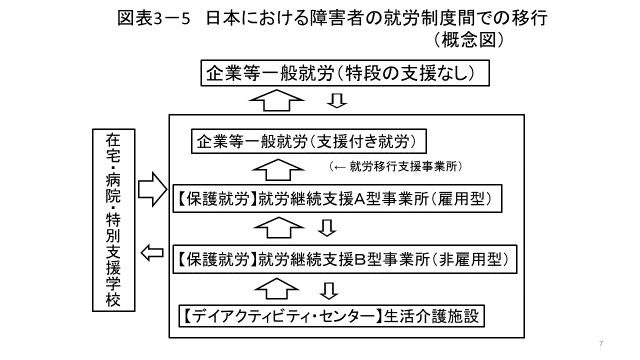 図表3－5　日本における障害者の就労制度間での移行
（概念図）
企業等一般就労（特段の支援なし）
企業等一般就労（支援付き就労）
（← 就労移行支援事業所）
在宅・病院・特別支援学校
【保護就労】就労継続支援A型事業所（雇用型）
【保護就労】就労継続支援B型事業所（非雇用型）
【デイアクティビティ・センター】生活介護施設
7